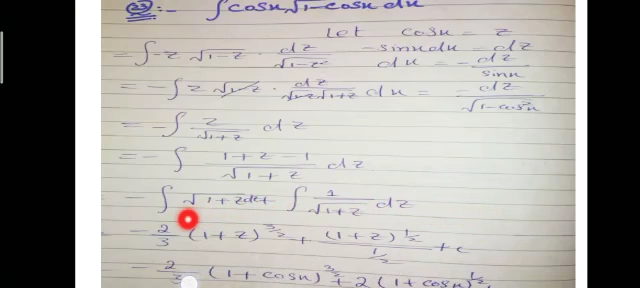 (23):- ∫ cosx √1-cosx dx
Let cosx = z
= ∫ -z √1-z · dz/√1-z² -sinx dx = dz
dx = -dz/sinx
= -∫ z √1-z · dz/√1-z √1+z dx = -dz/√1-cos²x
= -∫ z/√1+z dz
= -∫ 1+z-1/√1+z dz
- ∫ √1+z dz + ∫ 1/√1+z dz
- 2/3 (1+z)^3/2 + (1+z)^1/2 / 1/2 + c
- 2/3 (1+cosx)^3/2 + 2(1+cosx)^1/2